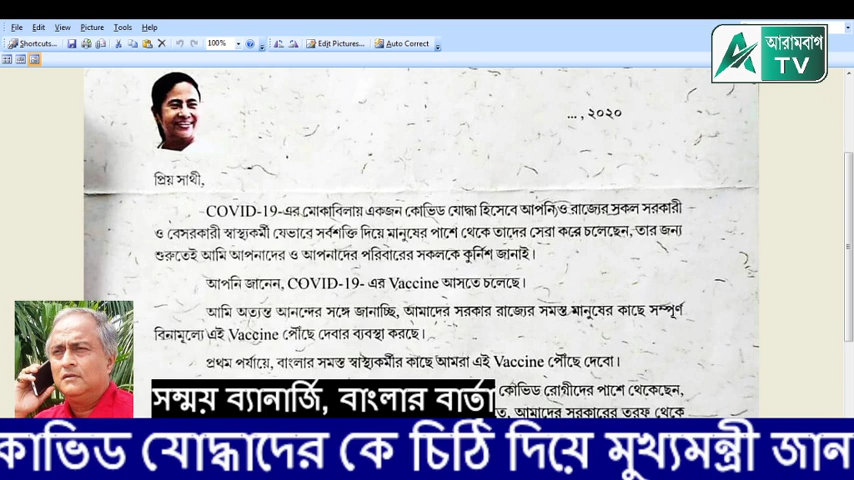 File Edit View Picture Tools Help
Shortcuts... 100% Edit Pictures... Auto Correct
আরামবাগ
TV
... , ২০২০
প্রিয় সাথী,
COVID-19-এর মোকাবিলায় একজন কোভিড যোদ্ধা হিসেবে আপনিও রাজ্যের সকল সরকারী
ও বেসরকারী স্বাস্থ্যকর্মী যেভাবে সর্বশক্তি দিয়ে মানুষের পাশে থেকে তাদের সেবা করে চলেছেন, তার জন্য
শুরুতেই আমি আপনাদের ও আপনাদের পরিবারের সকলকে কুর্নিশ জানাই।
আপনি জানেন, COVID-19- এর Vaccine আসতে চলেছে।
আমি অত্যন্ত আনন্দের সঙ্গে জানাচ্ছি, আমাদের সরকার রাজ্যের সমস্ত মানুষের কাছে সম্পূর্ণ
বিনামূল্যে এই Vaccine পৌঁছে দেবার ব্যবস্থা করছে।
প্রথম পর্যায়ে, বাংলার সমস্ত স্বাস্থ্যকর্মীর কাছে আমরা এই Vaccine পৌঁছে দেবো।
কোভিড রোগীদের পাশে থেকেছেন,
আমাদের সরকারের তরফ থেকে
সন্ময় ব্যানার্জি, বাংলার বার্তা
কোভিড যোদ্ধাদের কে চিঠি দিয়ে মুখ্যমন্ত্রী জান